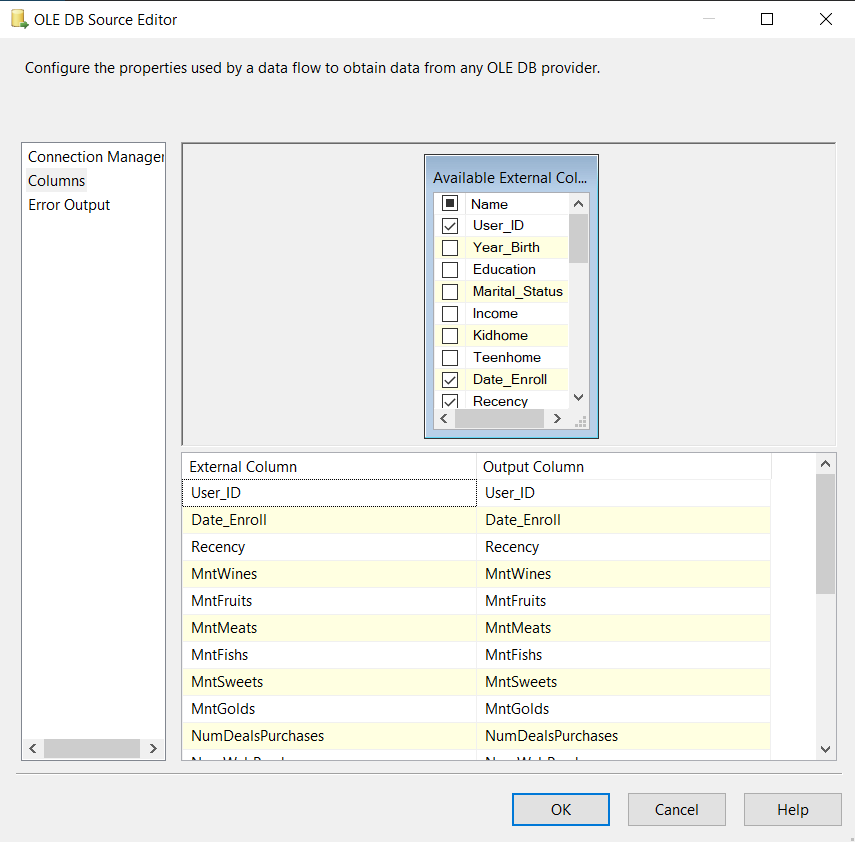 OLE DB Source Editor
Configure the properties used by a data flow to obtain data from any OLE DB provider.
Connection Manager
Columns
Error Output
Available External Col...
Name
User_ID
Year_Birth
Education
Marital_Status
Income
Kidhome
Teenhome
Date_Enroll
Recency
External Column Output Column
User_ID User_ID
Date_Enroll Date_Enroll
Recency Recency
MntWines MntWines
MntFruits MntFruits
MntMeats MntMeats
MntFishs MntFishs
MntSweets MntSweets
MntGolds MntGolds
NumDealsPurchases NumDealsPurchases
OK Cancel Help